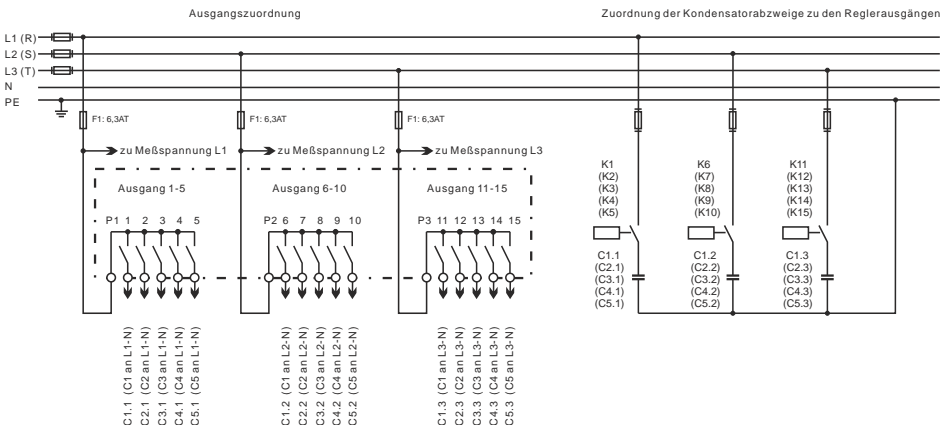 Ausgangszuordnung
Zuordnung der Kondensatorabzweige zu den Reglerausgängen
L1 (R)
L2 (S)
L3 (T)
N
PE
F1: 6,3AT
F1: 6,3AT
F1: 6,3AT
zu Meßspannung L1
zu Meßspannung L2
zu Meßspannung L3
Ausgang 1-5
Ausgang 6-10
Ausgang 11-15
P1 1 2 3 4 5
P2 6 7 8 9 10
P3 11 12 13 14 15
C1.1 (C1 an L1-N)
C2.1 (C2 an L1-N)
C3.1 (C3 an L1-N)
C4.1 (C4 an L1-N)
C5.1 (C5 an L1-N)
C1.2 (C1 an L2-N)
C2.2 (C2 an L2-N)
C3.2 (C3 an L2-N)
C4.2 (C4 an L2-N)
C5.2 (C5 an L2-N)
C1.3 (C1 an L3-N)
C2.3 (C2 an L3-N)
C3.3 (C3 an L3-N)
C4.3 (C4 an L3-N)
C5.3 (C5 an L3-N)
K1
(K2)
(K3)
(K4)
(K5)
C1.1
(C2.1)
(C3.1)
(C4.1)
(C5.1)
K6
(K7)
(K8)
(K9)
(K10)
C1.2
(C2.2)
(C3.2)
(C4.2)
(C5.2)
K11
(K12)
(K13)
(K14)
(K15)
C1.3
(C2.3)
(C3.3)
(C4.3)
(C5.3)